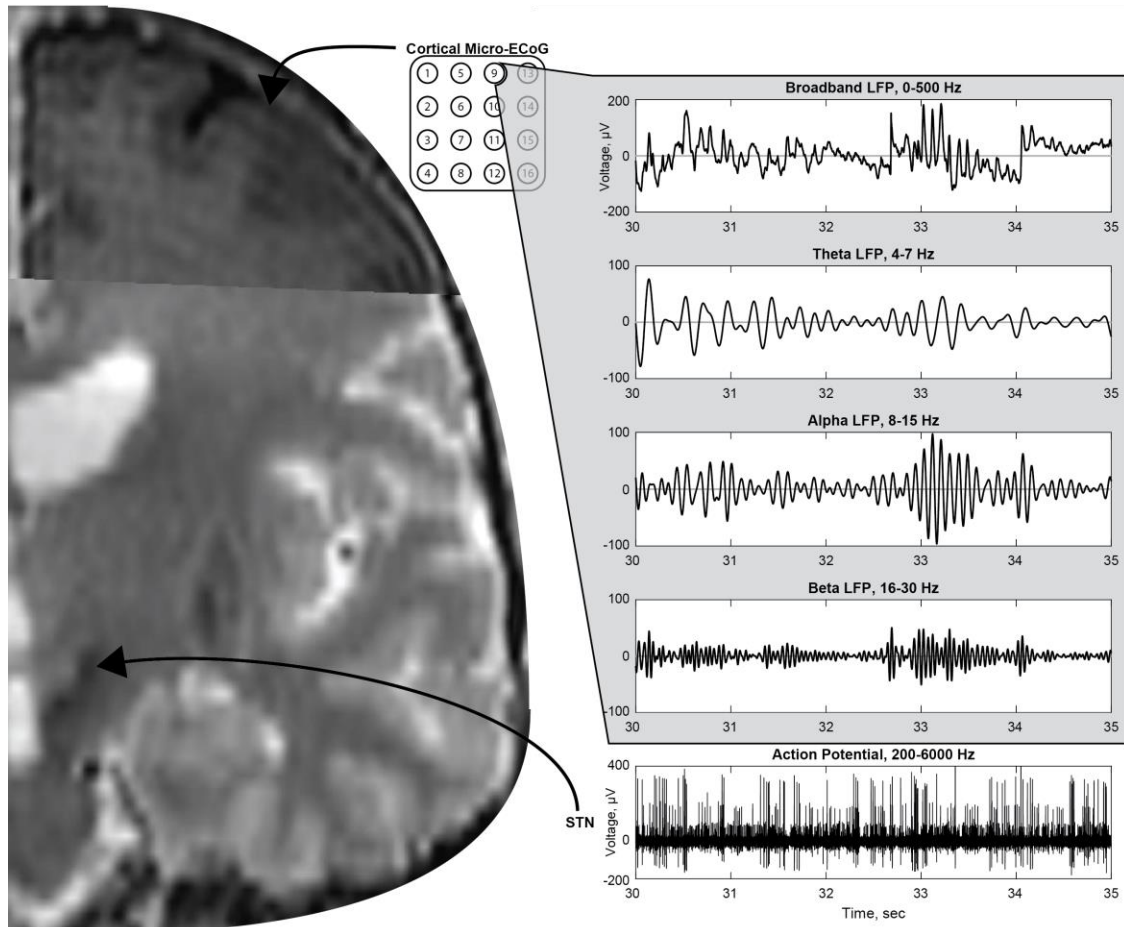 Cortical Micro-ECoG
1 5 9 13
2 6 10 14
3 7 11 15
4 8 12 16
Broadband LFP, 0-500 Hz
Voltage, µV
200
0
-200
30 31 32 33 34 35
Theta LFP, 4-7 Hz
100
0
-100
30 31 32 33 34 35
Alpha LFP, 8-15 Hz
100
0
-100
30 31 32 33 34 35
Beta LFP, 16-30 Hz
100
0
-100
30 31 32 33 34 35
STN
Action Potential, 200-6000 Hz
Voltage, µV
400
0
-200
30 31 32 33 34 35
Time, sec